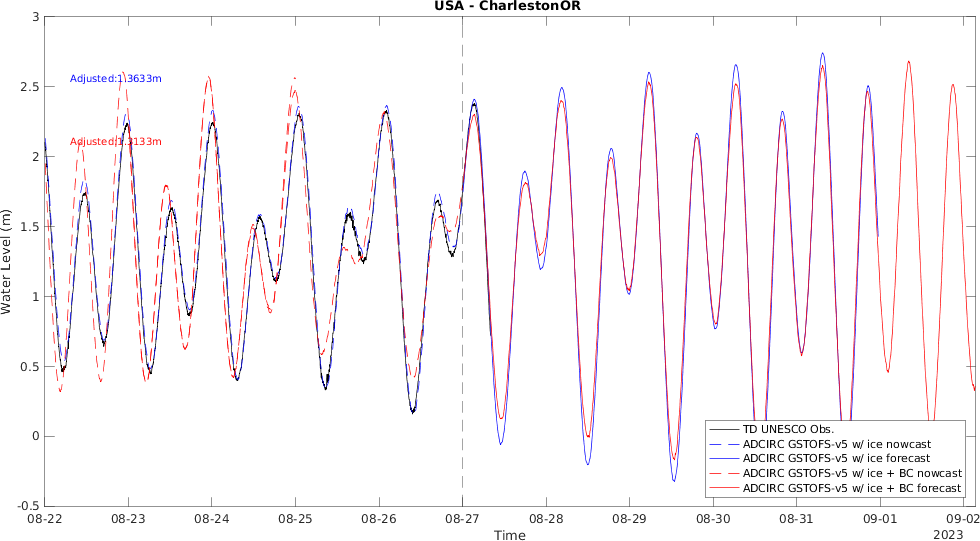 USA - CharlestonOR
Water Level (m)
3
2.5
2
1.5
1
0.5
0
-0.5
Adjusted:1.3633m
Adjusted:1.3133m
TD UNESCO Obs.
ADCIRC GSTOFS-v5 w/ ice nowcast
ADCIRC GSTOFS-v5 w/ ice forecast
ADCIRC GSTOFS-v5 w/ ice + BC nowcast
ADCIRC GSTOFS-v5 w/ ice + BC forecast
08-22 08-23 08-24 08-25 08-26 08-27 08-28 08-29 08-30 08-31 09-01 09-02
Time
2023